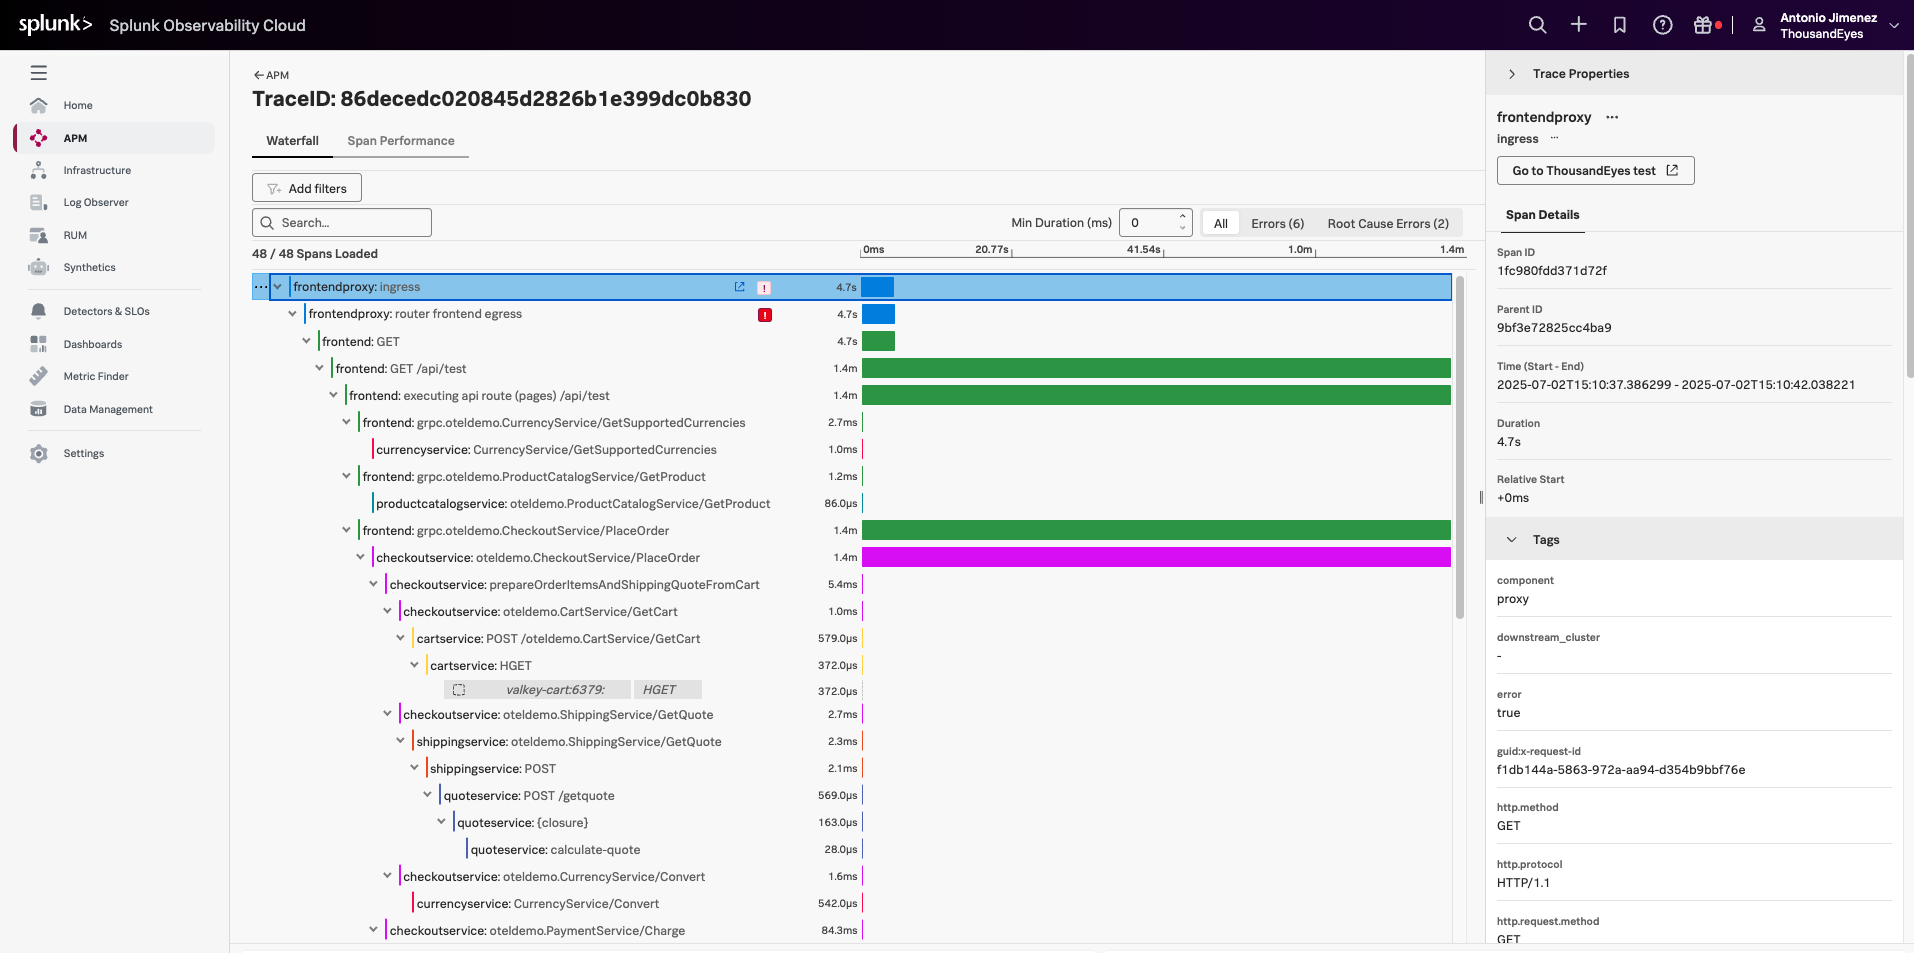 splunk> Splunk Observability Cloud
Antonio Jimenez
ThousandEyes
Home
APM
Infrastructure
Log Observer
RUM
Synthetics
Detectors & SLOs
Dashboards
Metric Finder
Data Management
Settings
APM
TraceID: 86decedc020845d2826b1e399dc0b830
Waterfall Span Performance
Add filters
Search... Min Duration (ms) 0 All Errors (6) Root Cause Errors (2)
48 / 48 Spans Loaded 0ms 20.77s 41.54s 1.0m 1.4m
frontendproxy: ingress 4.7s
frontendproxy: router frontend egress 4.7s
frontend: GET 4.7s
frontend: GET /api/test 1.4m
frontend: executing api route (pages) /api/test 1.4m
frontend: grpc.oteldemo.CurrencyService/GetSupportedCurrencies 2.7ms
currencyservice: CurrencyService/GetSupportedCurrencies 1.0ms
frontend: grpc.oteldemo.ProductCatalogService/GetProduct 1.2ms
productcatalogservice: oteldemo.ProductCatalogService/GetProduct 86.0µs
frontend: grpc.oteldemo.CheckoutService/PlaceOrder 1.4m
checkoutservice: oteldemo.CheckoutService/PlaceOrder 1.4m
checkoutservice: prepareOrderItemsAndShippingQuoteFromCart 5.4ms
checkoutservice: oteldemo.CartService/GetCart 1.0ms
cartservice: POST /oteldemo.CartService/GetCart 579.0µs
cartservice: HGET 372.0µs
valkey-cart:6379: HGET 372.0µs
checkoutservice: oteldemo.ShippingService/GetQuote 2.7ms
shippingservice: oteldemo.ShippingService/GetQuote 2.3ms
shippingservice: POST 2.1ms
quoteservice: POST /getquote 569.0µs
quoteservice: {closure} 163.0µs
quoteservice: calculate-quote 28.0µs
checkoutservice: oteldemo.CurrencyService/Convert 1.6ms
currencyservice: CurrencyService/Convert 542.0µs
checkoutservice: oteldemo.PaymentService/Charge 84.3ms
Trace Properties
frontendproxy ...
ingress ...
Go to ThousandEyes test
Span Details
Span ID
1fc980fdd371d72f
Parent ID
9bf3e72825cc4ba9
Time (Start - End)
2025-07-02T15:10:37.386299 - 2025-07-02T15:10:42.038221
Duration
4.7s
Relative Start
+0ms
Tags
component
proxy
downstream_cluster
-
error
true
guid:x-request-id
f1db144a-5863-972a-aa94-d354b9bbf76e
http.method
GET
http.protocol
HTTP/1.1
http.request.method
GET